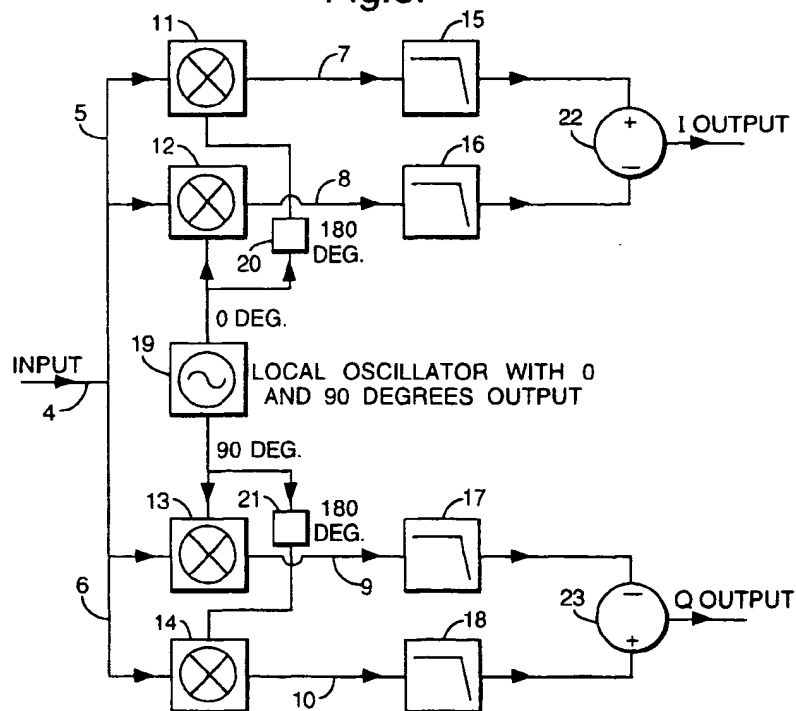 11
15
7
5
22
+
I OUTPUT
−
12
16
8
20
180
DEG.
0 DEG.
19
INPUT
4
LOCAL OSCILLATOR WITH 0
AND 90 DEGREES OUTPUT
90 DEG.
13
21
180
DEG.
17
9
6
23
−
Q OUTPUT
+
14
18
10